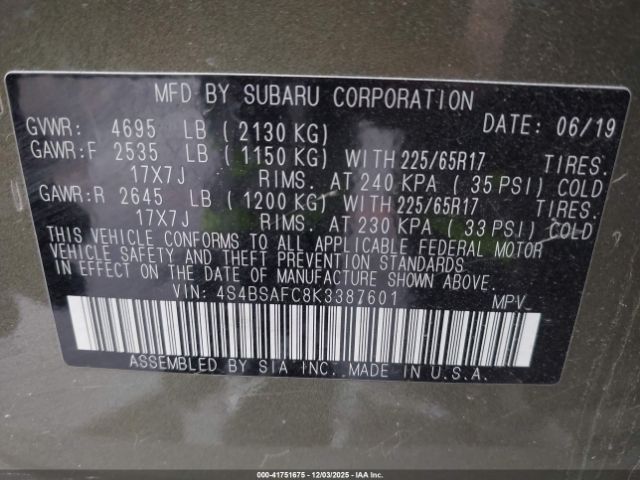 MFD BY SUBARU CORPORATION
GVWR: 4695 LB (2130 KG) DATE: 06/19
GAWR:F 2535 LB (1150 KG) WITH 225/65R17 TIRES.
17X7J RIMS. AT 240 KPA (35 PSI) COLD
GAWR:R 2645 LB (1200 KG) WITH 225/65R17 TIRES.
17X7J RIMS. AT 230 KPA (33 PSI) COLD
THIS VEHICLE CONFORMS TO ALL APPLICABLE FEDERAL MOTOR
VEHICLE SAFETY AND THEFT PREVENTION STANDARDS
IN EFFECT ON THE DATE OF MANUFACTURE SHOWN ABOVE.
VIN: 4S4BSAFC8K3387601 MPV
ASSEMBLED BY SIA INC. MADE IN U.S.A.
000-41751675 - 12/03/2025 - IAA Inc.